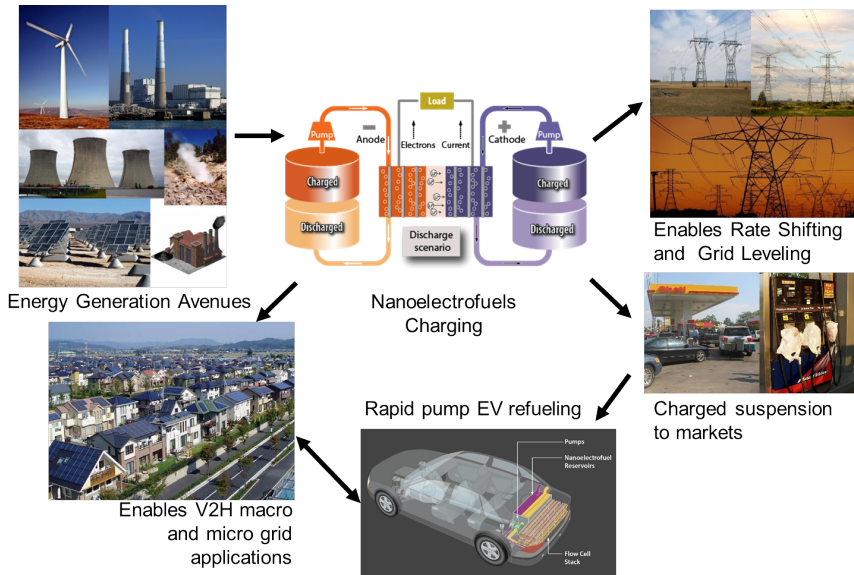 Load
Pump
Anode
Electrons
Current
Cathode
Pump
Charged
Charged
Discharged
Discharged
Discharge
scenario
Energy Generation Avenues
Nanoelectrofuels
Charging
Enables Rate Shifting
and Grid Leveling
Shell
Rapid pump EV refueling
Charged suspension
to markets
Pumps
Nanoelectrofuel
Reservoirs
Flow Cell
Stack
Enables V2H macro
and micro grid
applications